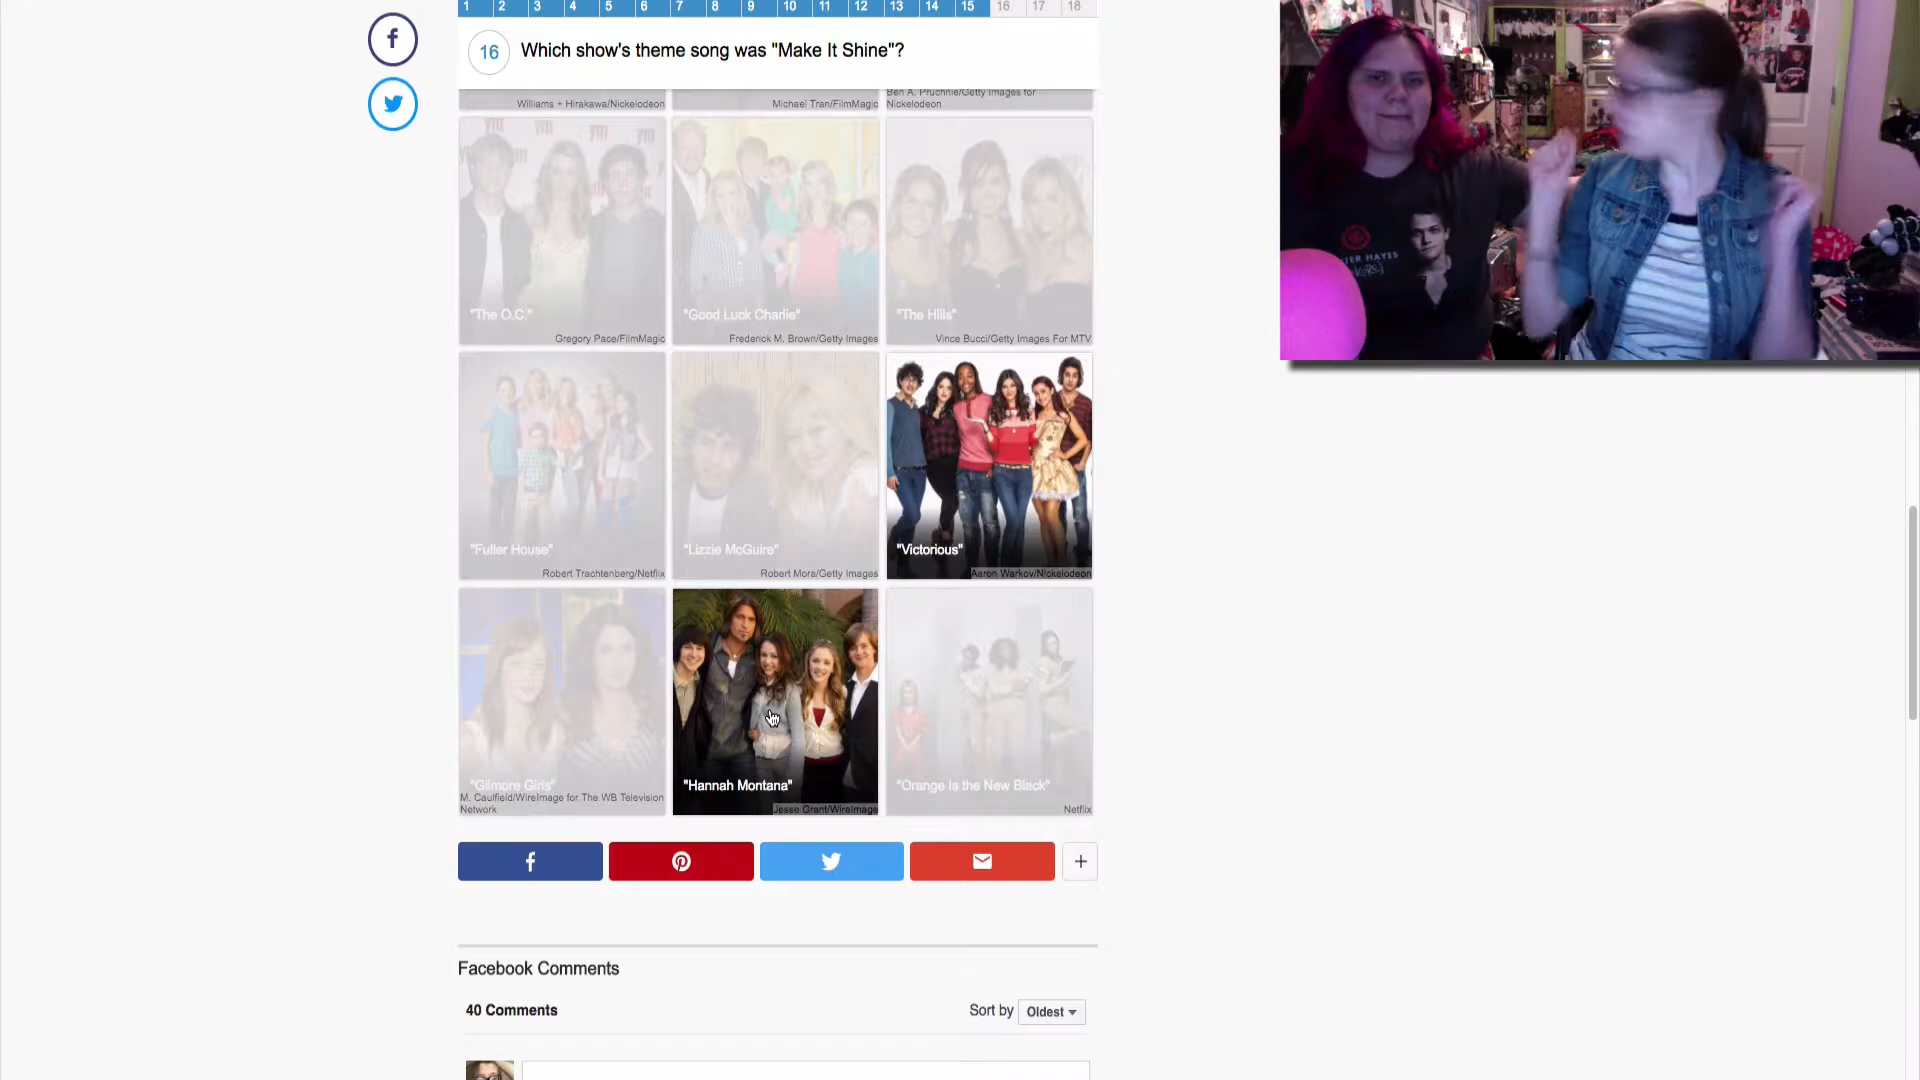 1 2 3 4 5 6 7 8 9 10 11 12 13 14 15 16 17 18
16 Which show's theme song was "Make It Shine"?
Williams + Hirakawa/Nickelodeon
Michael Tran/FilmMagic
Ben A. Pruchnie/Getty Images for
Nickelodeon
"The O.C."
Gregory Pace/FilmMagic
"Good Luck Charlie"
Frederick M. Brown/Getty Images
"The Hills"
Vince Bucci/Getty Images For MTV
"Fuller House"
Robert Trachtenberg/Netflix
"Lizzie McGuire"
Robert Mora/Getty Images
"Victorious"
Aaron Warkov/Nickelodeon
"Gilmore Girls"
M. Caulfield/WireImage for The WB Television
Network
"Hannah Montana"
Jesse Grant/WireImage
"Orange Is the New Black"
Netflix
Facebook Comments
40 Comments
Sort by Oldest
HAYES